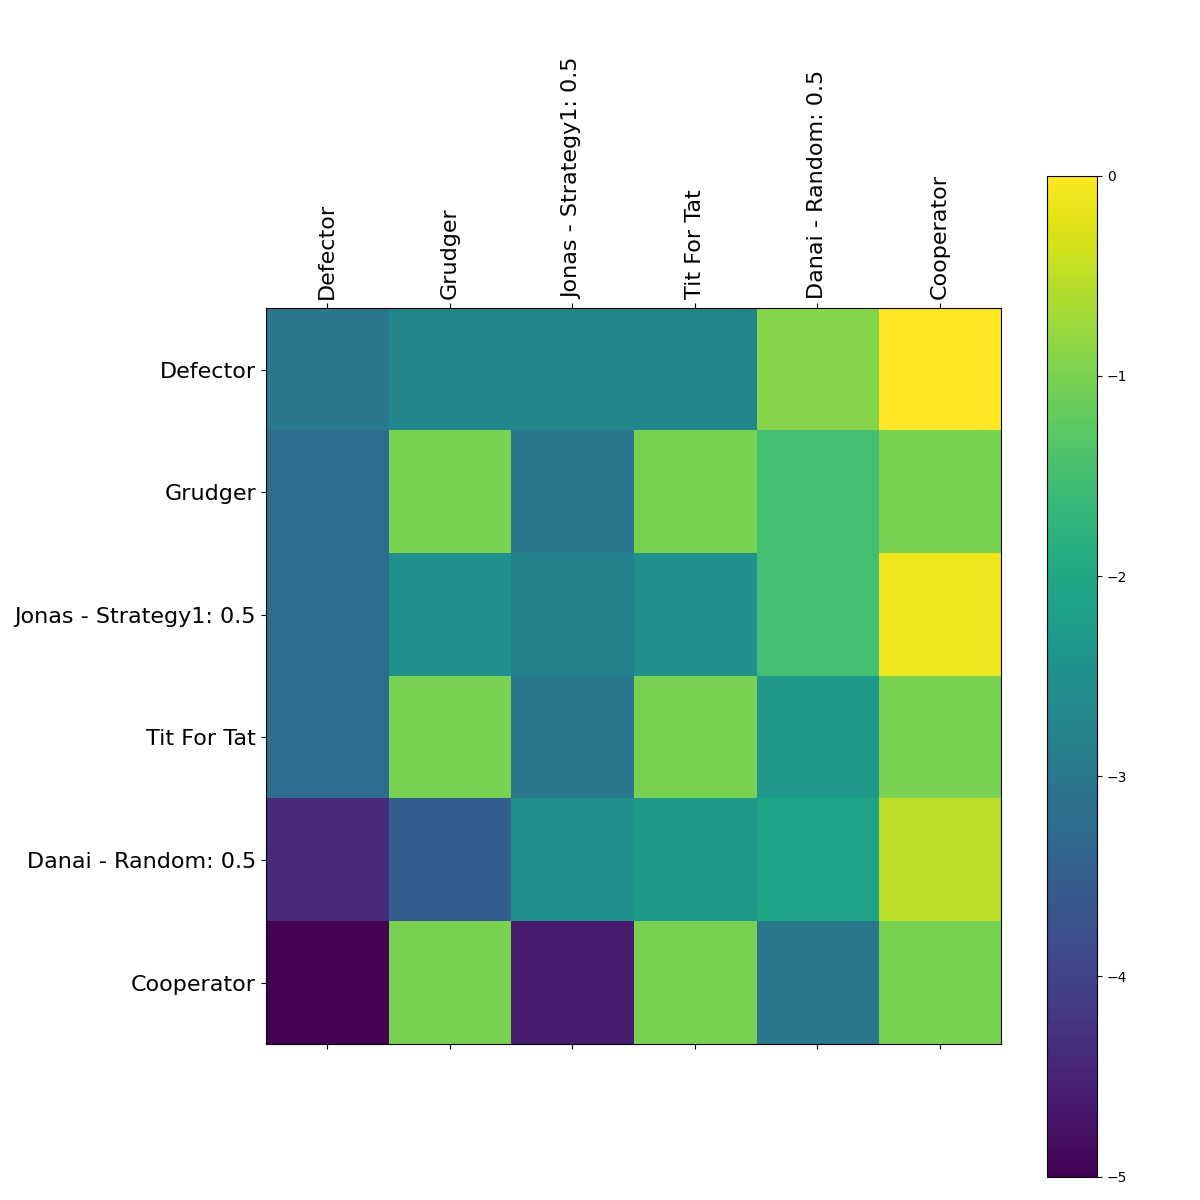 Defector
Grudger
Jonas - Strategy1: 0.5
Tit For Tat
Danai - Random: 0.5
Cooperator
Defector
Grudger
Jonas - Strategy1: 0.5
Tit For Tat
Danai - Random: 0.5
Cooperator
0
−1
−2
−3
−4
−5